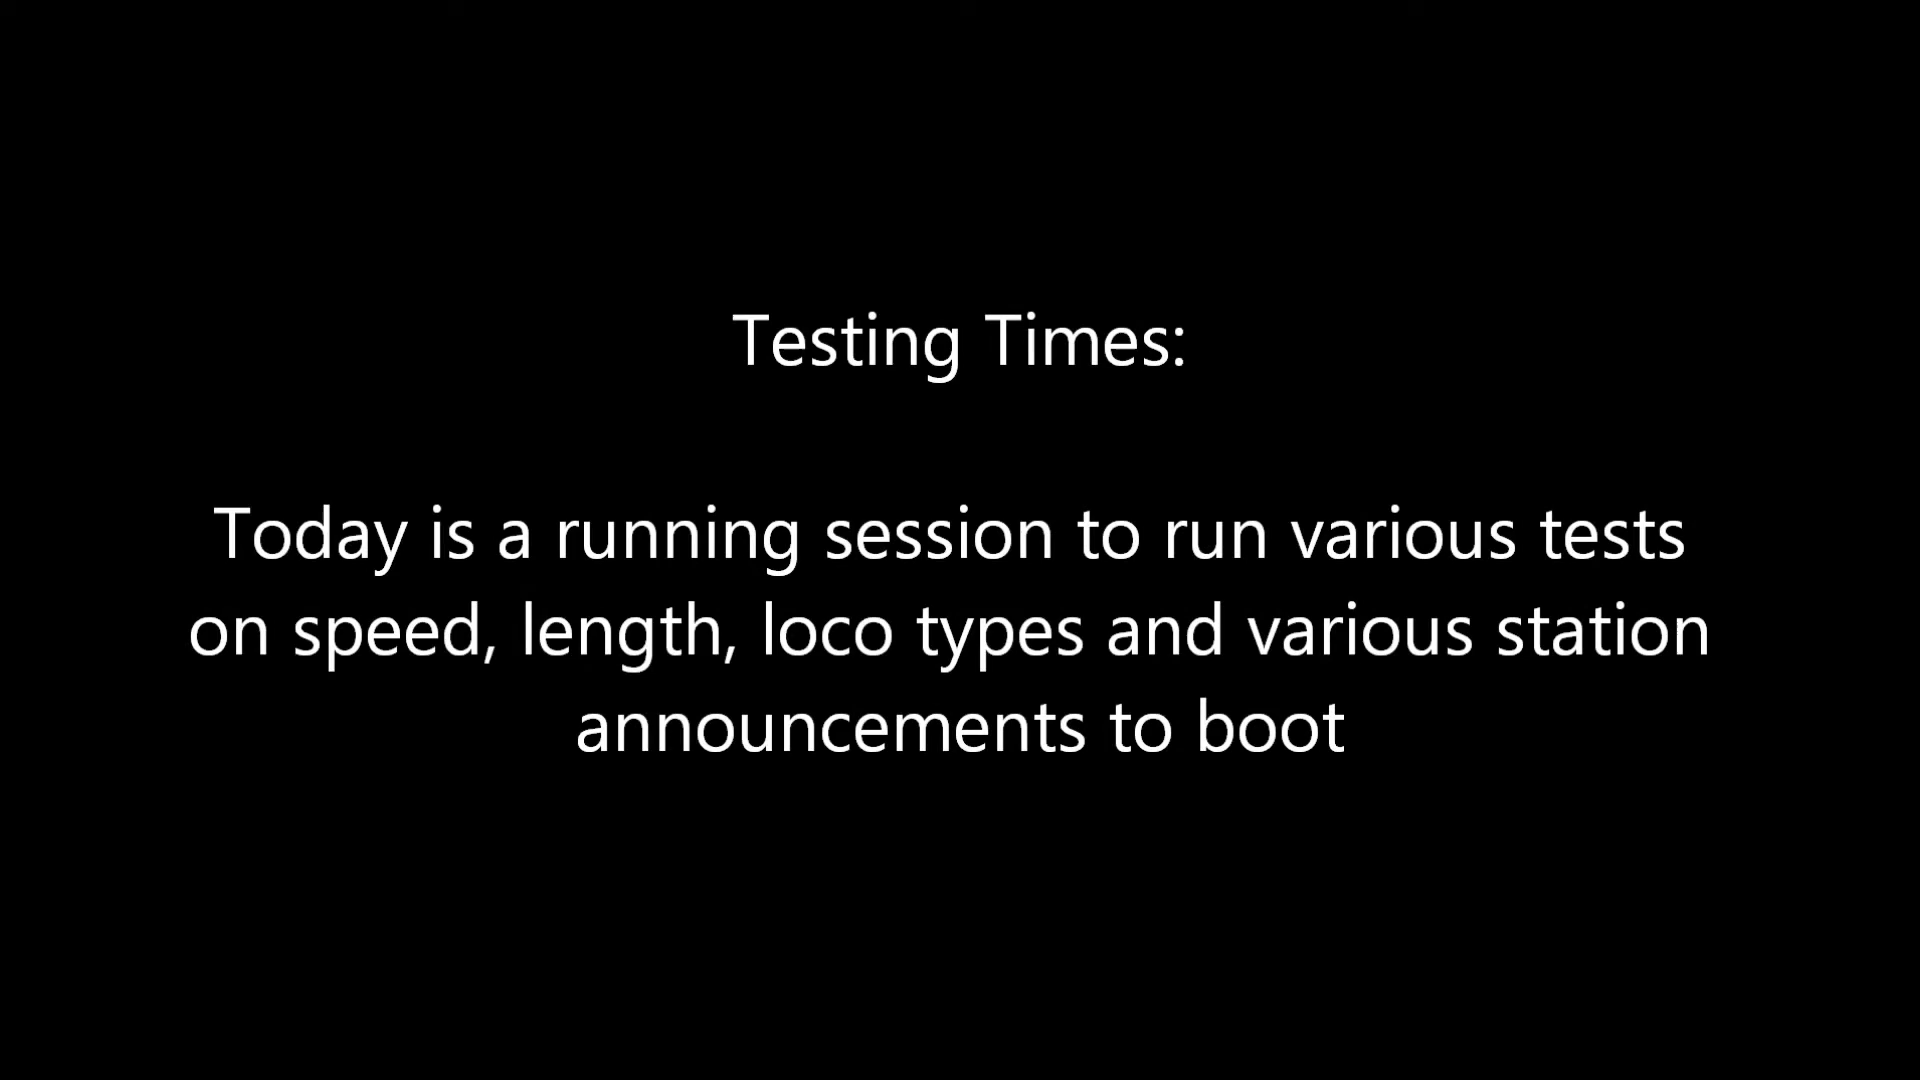 Testing Times:
Today is a running session to run various tests
on speed, length, loco types and various station
announcements to boot